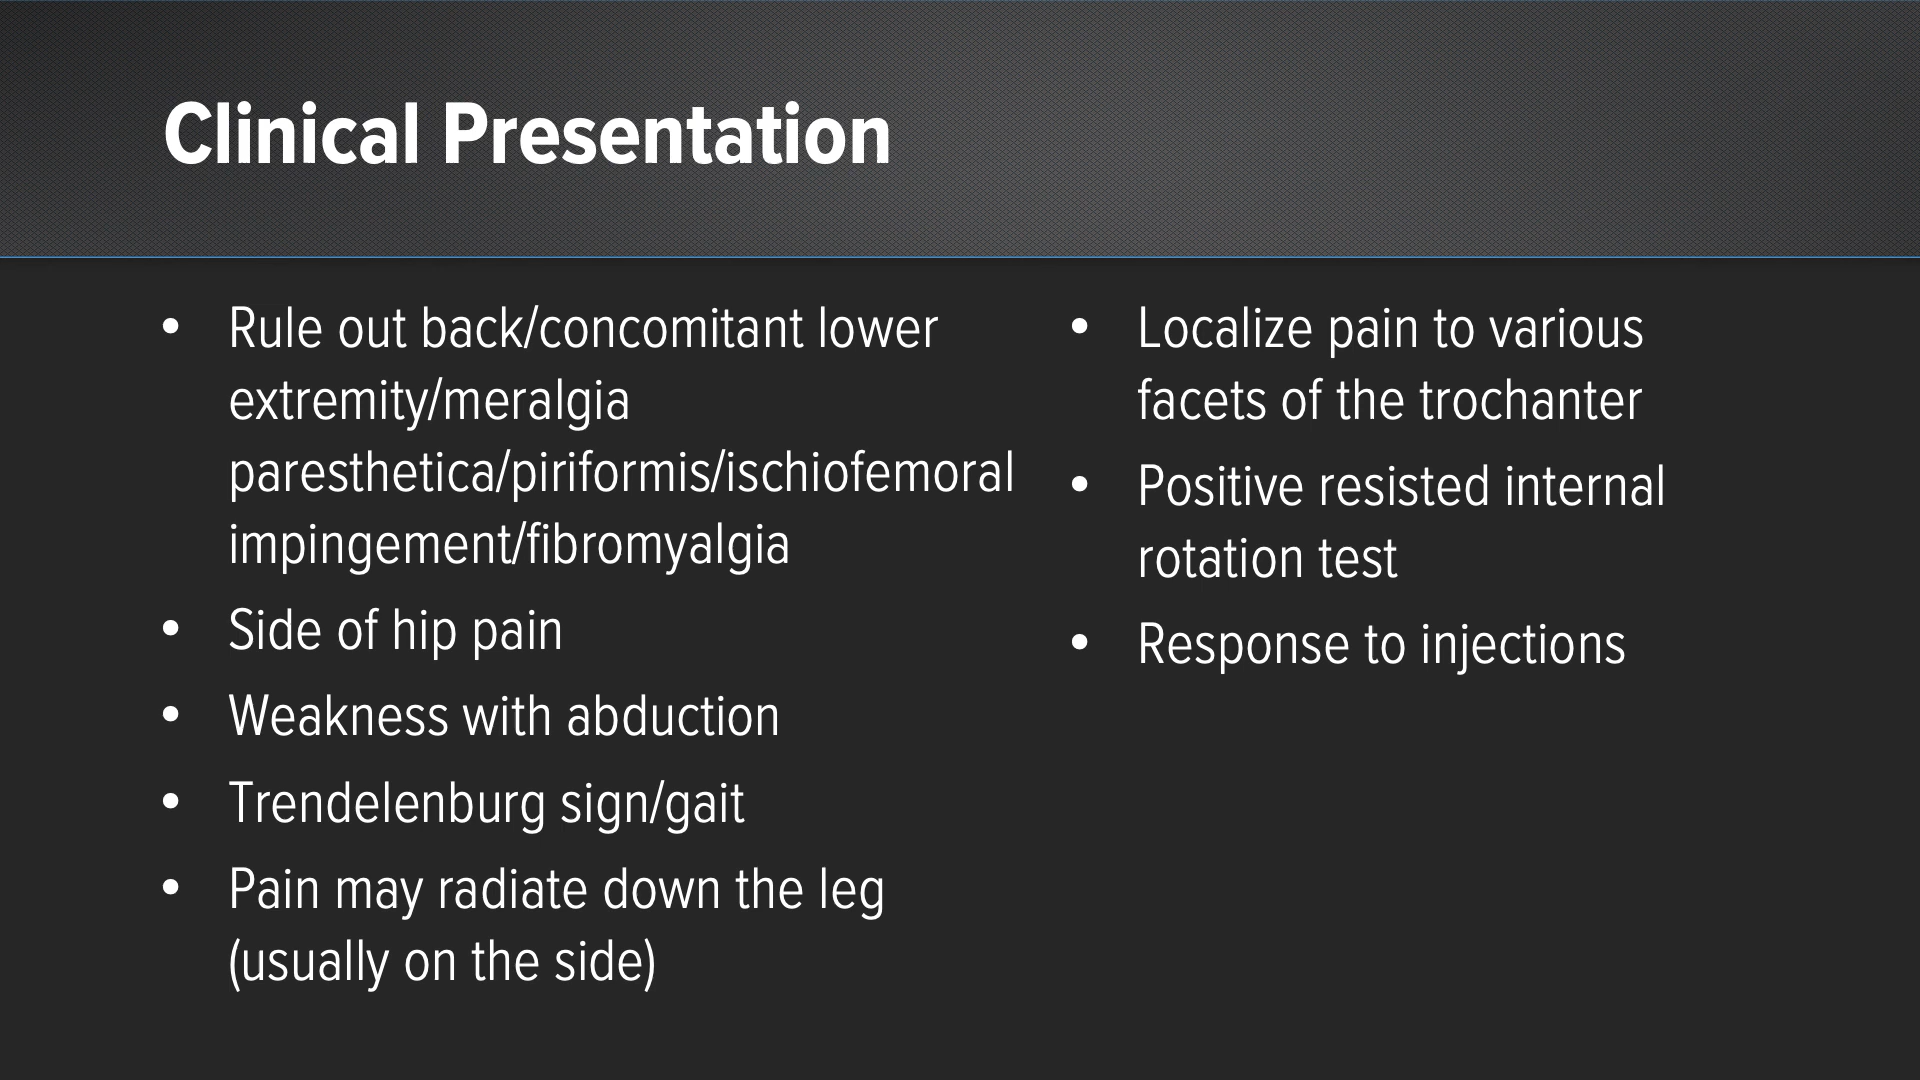 Clinical Presentation
• Rule out back/concomitant lower
extremity/meralgia
paresthetica/piriformis/ischiofemoral
impingement/fibromyalgia
• Side of hip pain
• Weakness with abduction
• Trendelenburg sign/gait
• Pain may radiate down the leg
(usually on the side)
• Localize pain to various
facets of the trochanter
• Positive resisted internal
rotation test
• Response to injections